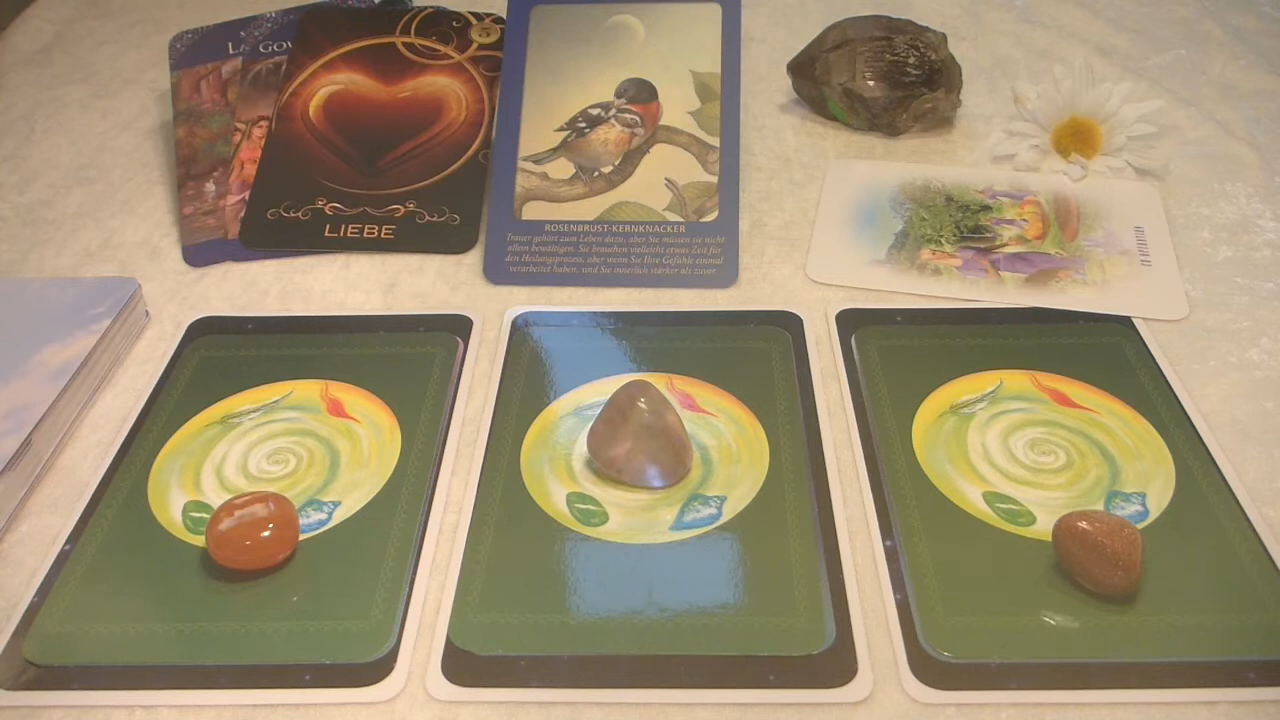 5
LIEBE
ROSENBRUST-KERNKNACKER
Trauer gehört zum Leben dazu, aber Sie müssen sie nicht
allein bewältigen. Sie brauchen vielleicht etwas Zeit für
den Heilungsprozess, aber wenn Sie Ihre Gefühle einmal
verarbeitet haben, sind Sie innerlich stärker als zuvor.